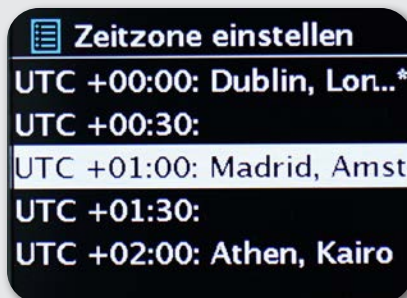 Zeitzone einstellen
UTC +00:00: Dublin, Lon...*
UTC +00:30:
UTC +01:00: Madrid, Amst
UTC +01:30:
UTC +02:00: Athen, Kairo